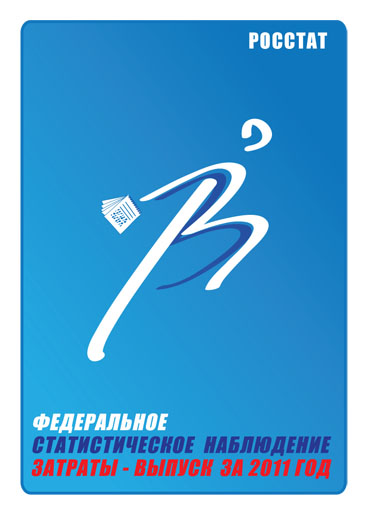 РОССТАТ
ФЕДЕРАЛЬНОЕ
СТАТИСТИЧЕСКОЕ НАБЛЮДЕНИЕ
ЗАТРАТЫ - ВЫПУСК ЗА 2011 ГОД